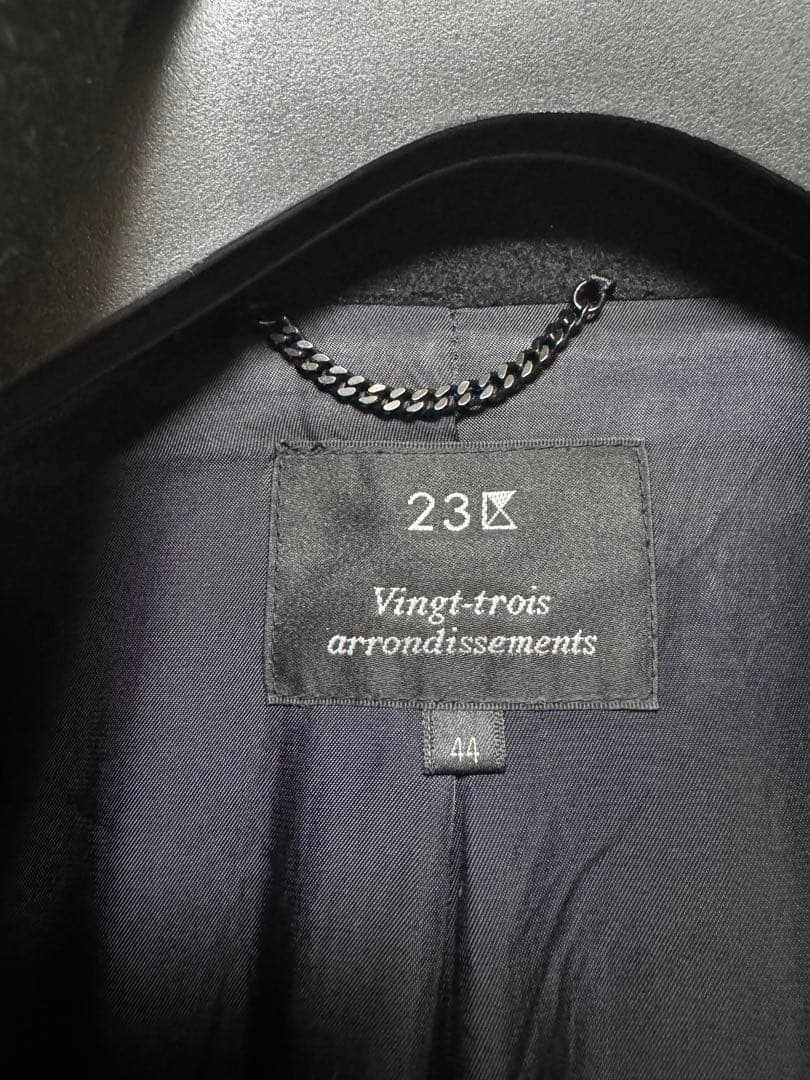 23区
Vingt-trois
arrondissements
44